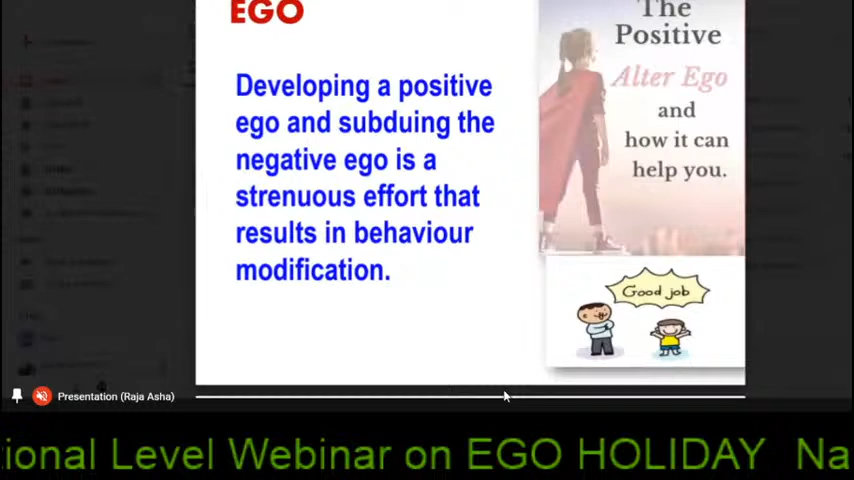 EGO
Developing a positive
ego and subduing the
negative ego is a
strenuous effort that
results in behaviour
modification.
The
Positive
Alter Ego
and
how it can
help you.
Good job
Presentation (Raja Asha)
tional Level Webinar on EGO HOLIDAY Na